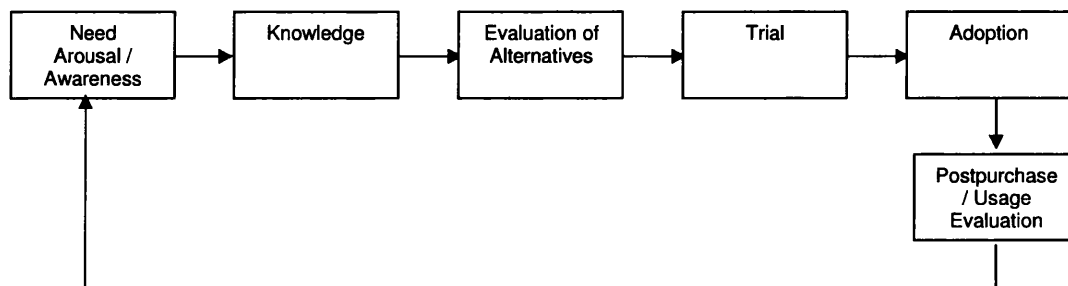 Need
Arousal /
Awareness
Knowledge
Evaluation of
Alternatives
Trial
Adoption
Postpurchase
/ Usage
Evaluation